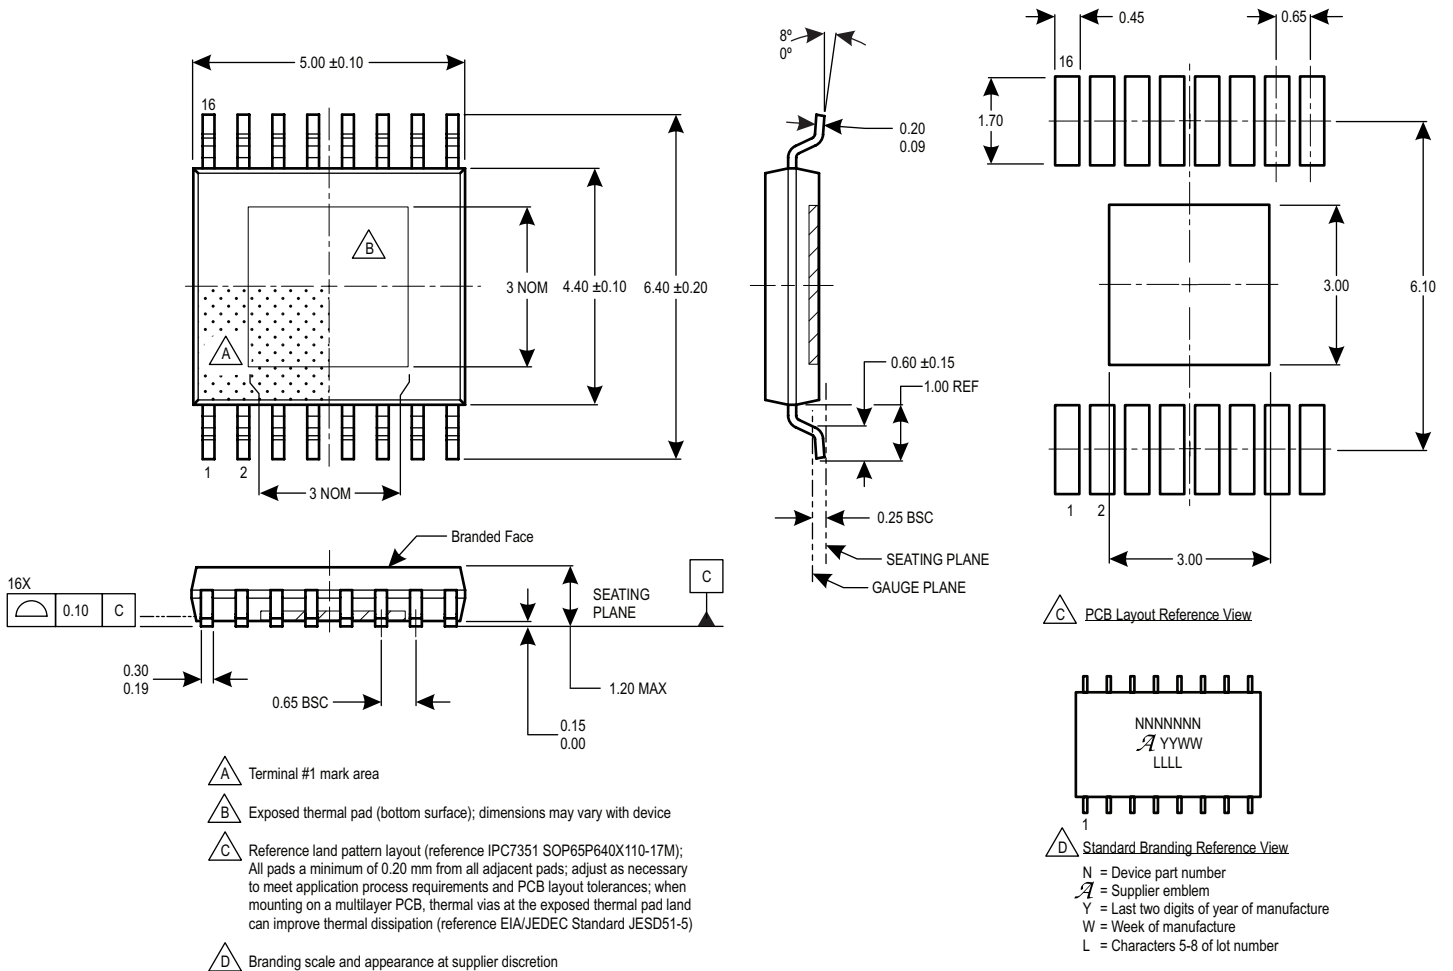 5.00 ±0.10
16
B
3 NOM
4.40 ±0.10
6.40 ±0.20
A
1 2
3 NOM
8º
0º
0.20
0.09
0.60 ±0.15
1.00 REF
0.25 BSC
SEATING PLANE
GAUGE PLANE
0.45
0.65
16
1.70
3.00
6.10
1 2
3.00
C PCB Layout Reference View
Branded Face
16X
0.10 C
SEATING
PLANE
C
0.30
0.19
0.65 BSC
1.20 MAX
0.15
0.00
NNNNNNN
A YYWW
LLLL
1
D Standard Branding Reference View
N = Device part number
A = Supplier emblem
Y = Last two digits of year of manufacture
W = Week of manufacture
L = Characters 5-8 of lot number
A Terminal #1 mark area
B Exposed thermal pad (bottom surface); dimensions may vary with device
C Reference land pattern layout (reference IPC7351 SOP65P640X110-17M);
All pads a minimum of 0.20 mm from all adjacent pads; adjust as necessary
to meet application process requirements and PCB layout tolerances; when
mounting on a multilayer PCB, thermal vias at the exposed thermal pad land
can improve thermal dissipation (reference EIA/JEDEC Standard JESD51-5)
D Branding scale and appearance at supplier discretion